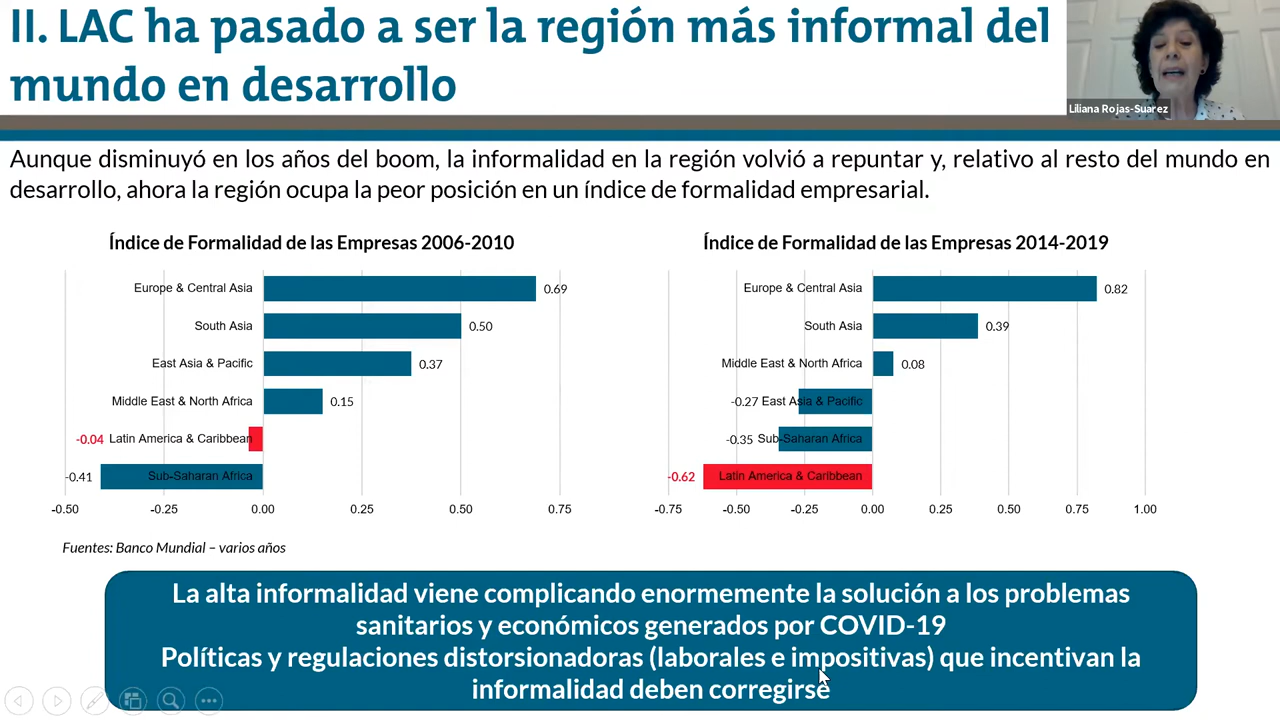 II. LAC ha pasado a ser la región más informal del
mundo en desarrollo
Liliana Rojas-Suarez
Aunque disminuyó en los años del boom, la informalidad en la región volvió a repuntar y, relativo al resto del mundo en
desarrollo, ahora la región ocupa la peor posición en un índice de formalidad empresarial.
Índice de Formalidad de las Empresas 2006-2010
Europe & Central Asia 0.69
South Asia 0.50
East Asia & Pacific 0.37
Middle East & North Africa 0.15
-0.04 Latin America & Caribbean
-0.41 Sub-Saharan Africa
-0.50 -0.25 0.00 0.25 0.50 0.75
Índice de Formalidad de las Empresas 2014-2019
Europe & Central Asia 0.82
South Asia 0.39
Middle East & North Africa 0.08
-0.27 East Asia & Pacific
-0.35 Sub-Saharan Africa
-0.62 Latin America & Caribbean
-0.75 -0.50 -0.25 0.00 0.25 0.50 0.75 1.00
Fuentes: Banco Mundial – varios años
La alta informalidad viene complicando enormemente la solución a los problemas
sanitarios y económicos generados por COVID-19
Políticas y regulaciones distorsionadoras (laborales e impositivas) que incentivan la
informalidad deben corregirse